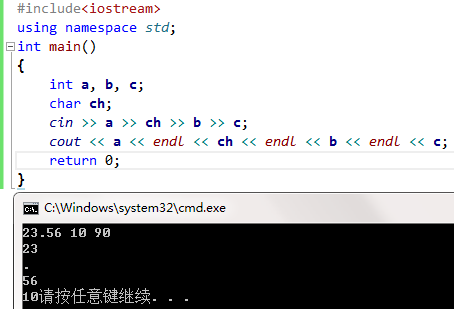 #include<iostream>
using namespace std;
int main()
{
int a, b, c;
char ch;
cin >> a >> ch >> b >> c;
cout << a << endl << ch << endl << b << endl << c;
return 0;
}
C:\Windows\system32\cmd.exe
23.56 10 90
23
.
56
10请按任意键继续. . .